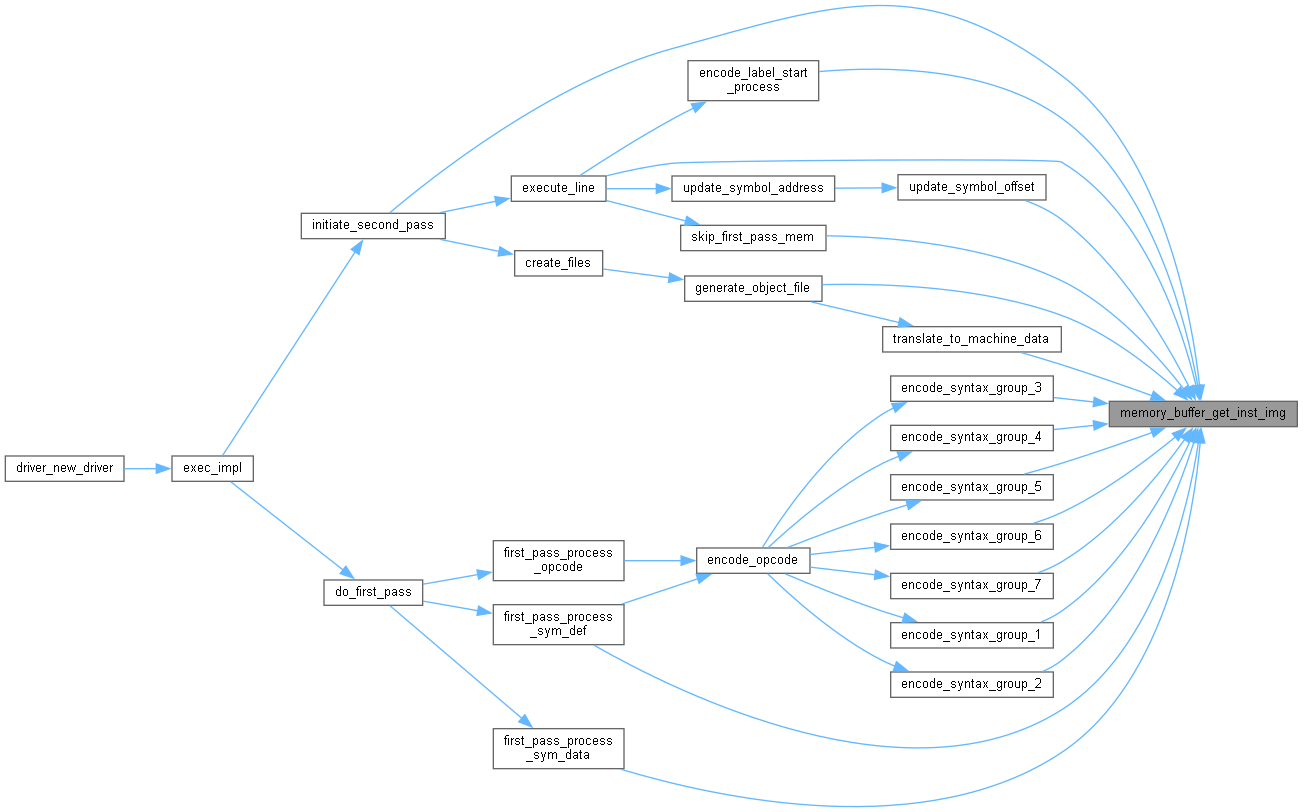 encode_label_start
_process
execute_line
update_symbol_address
update_symbol_offset
initiate_second_pass
skip_first_pass_mem
create_files
generate_object_file
translate_to_machine_data
encode_syntax_group_3
memory_buffer_get_inst_img
encode_syntax_group_4
driver_new_driver
exec_impl
encode_syntax_group_5
encode_syntax_group_6
first_pass_process
_opcode
encode_opcode
do_first_pass
encode_syntax_group_7
first_pass_process
_sym_def
encode_syntax_group_1
encode_syntax_group_2
first_pass_process
_sym_data